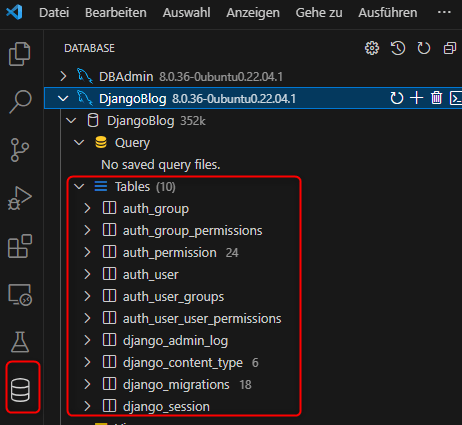 Datei Bearbeiten Auswahl Anzeigen Gehe zu Ausführen
DATABASE
DBAdmin 8.0.36-0ubuntu0.22.04.1
DjangoBlog 8.0.36-0ubuntu0.22.04.1
DjangoBlog 352k
Query
No saved query files.
Tables (10)
auth_group
auth_group_permissions
auth_permission 24
auth_user
auth_user_groups
auth_user_user_permissions
django_admin_log
django_content_type 6
django_migrations 18
django_session